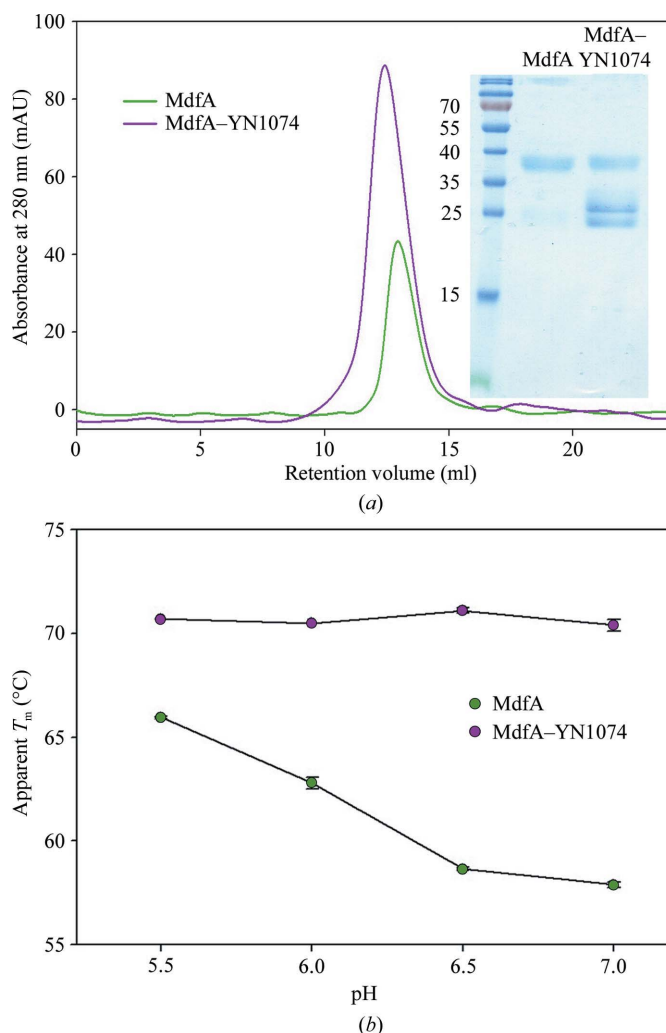 100
80
60
40
20
0
Absorbance at 280 nm (mAU)
MdfA
MdfA–YN1074
MdfA–
MdfA YN1074
70
55
40
35
25
15
0 5 10 15 20
Retention volume (ml)
(a)
75
70
65
60
55
Apparent Tm (°C)
MdfA
MdfA–YN1074
5.5 6.0 6.5 7.0
pH
(b)